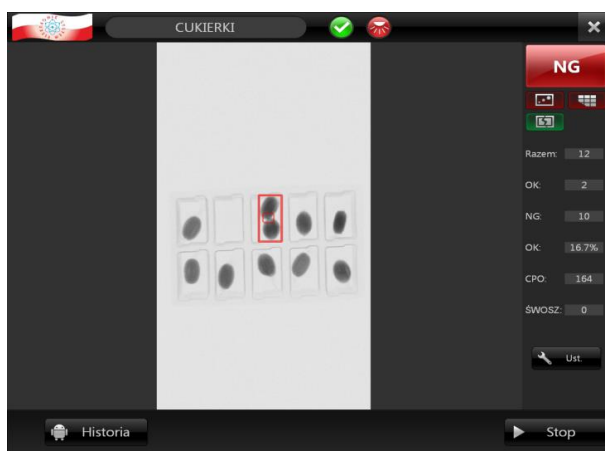 CUKIERKI
NG
Razem: 12
OK: 2
NG: 10
OK: 16.7%
CPO: 164
ŚWOSZ: 0
Ust.
Historia
Stop